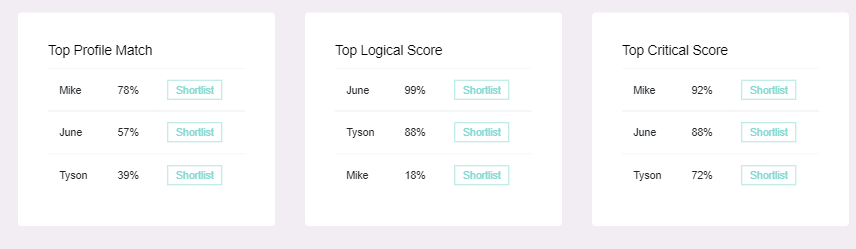 Top Profile Match
Mike 78% Shortlist
June 57% Shortlist
Tyson 39% Shortlist
Top Logical Score
June 99% Shortlist
Tyson 88% Shortlist
Mike 18% Shortlist
Top Critical Score
Mike 92% Shortlist
June 88% Shortlist
Tyson 72% Shortlist